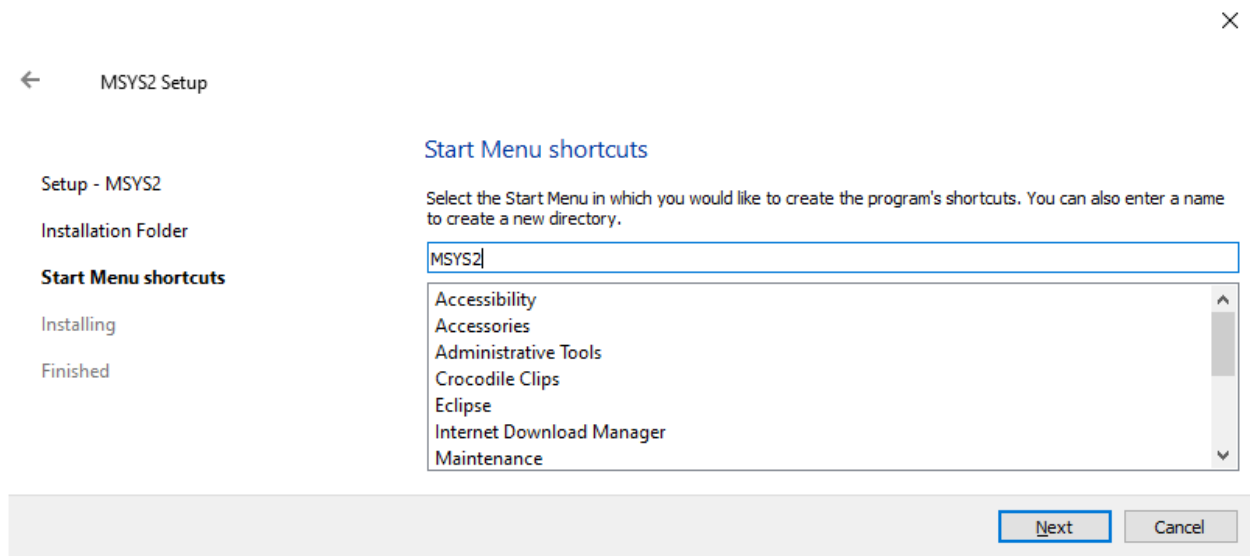 MSYS2 Setup
Setup - MSYS2
Installation Folder
Start Menu shortcuts
Installing
Finished
Start Menu shortcuts
Select the Start Menu in which you would like to create the program's shortcuts. You can also enter a name
to create a new directory.
MSYS2
Accessibility
Accessories
Administrative Tools
Crocodile Clips
Eclipse
Internet Download Manager
Maintenance
Next
Cancel